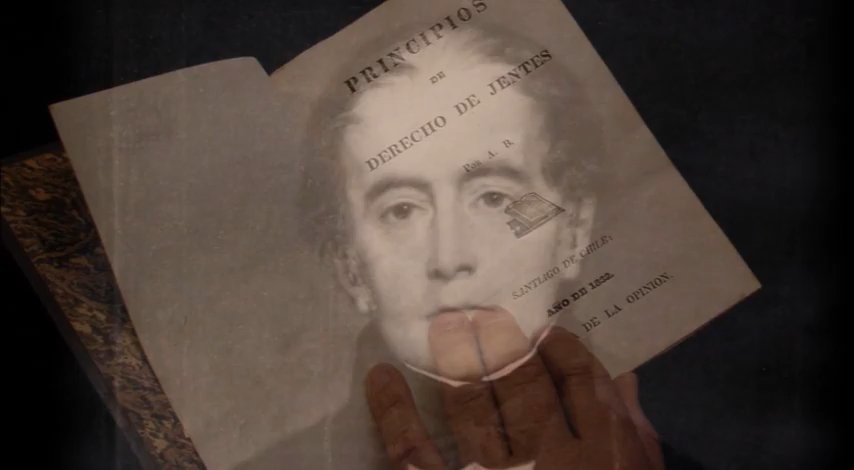 PRINCIPIOS
DE
DERECHO DE JENTES
POR A. B.
SANTIAGO DE CHILE:
AÑO DE 1832.
DE LA OPINION.